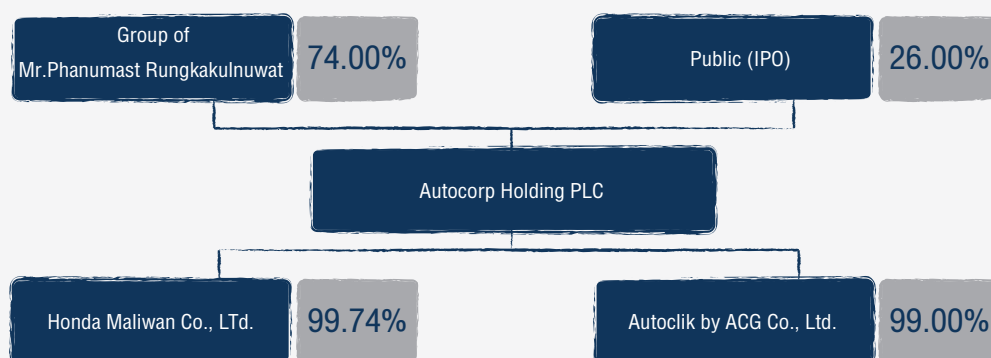 Group of
Mr.Phanumast Rungkakulnuwat
74.00%
Public (IPO)
26.00%
Autocorp Holding PLC
Honda Maliwan Co., LTd.
99.74%
Autoclik by ACG Co., Ltd.
99.00%